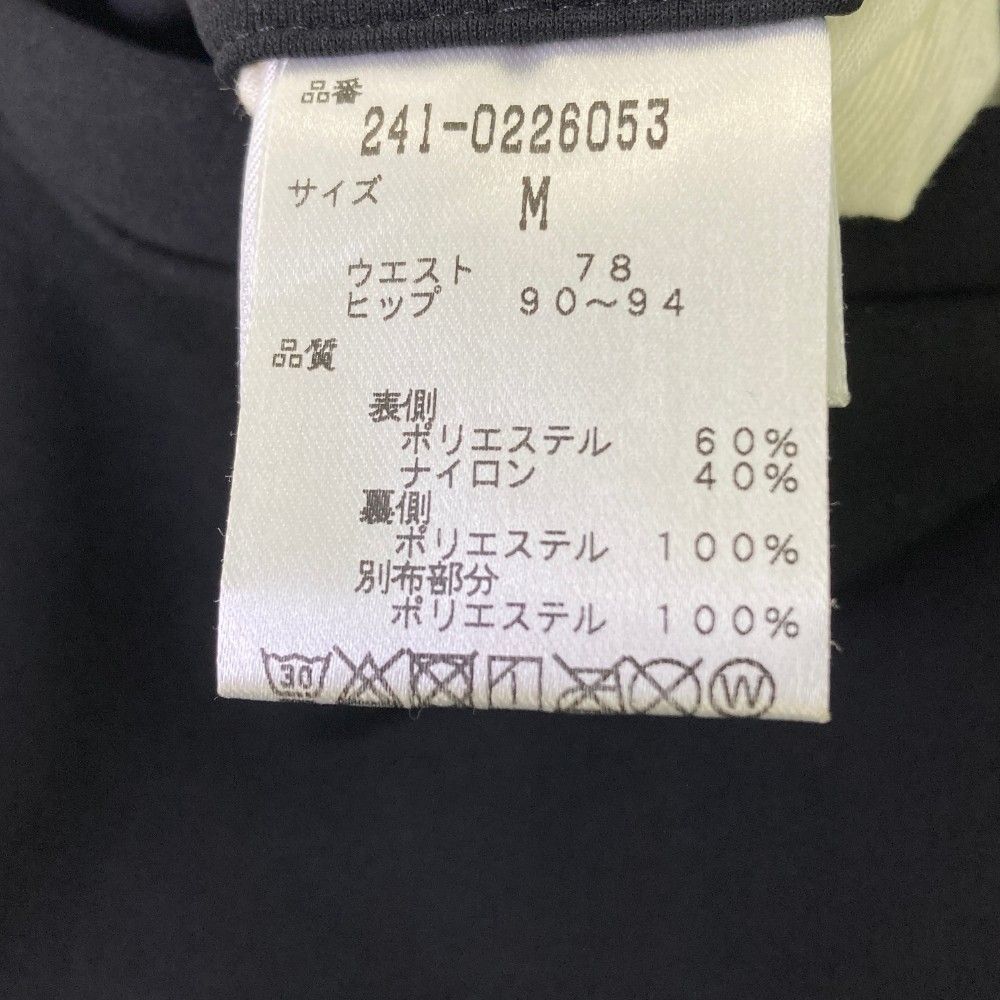 品番
241-0226053
サイズ M
ウエスト 78
ヒップ 90～94
品質
表側
ポリエステル 60%
ナイロン 40%
裏側
ポリエステル 100%
別布部分
ポリエステル 100%
30 W